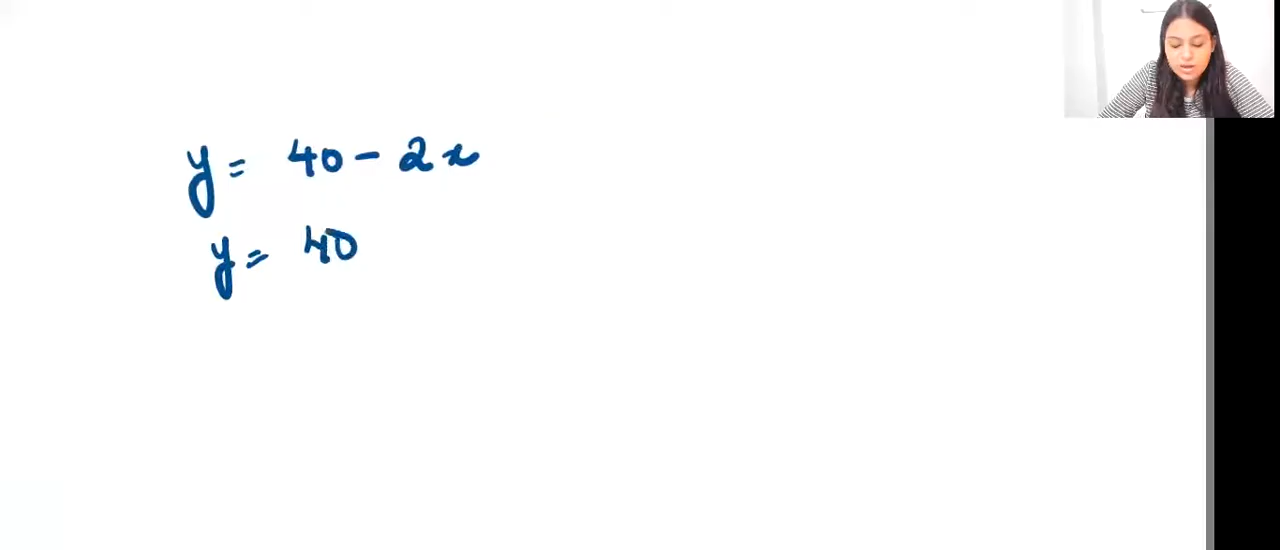 y = 40 - 2x
y = 40